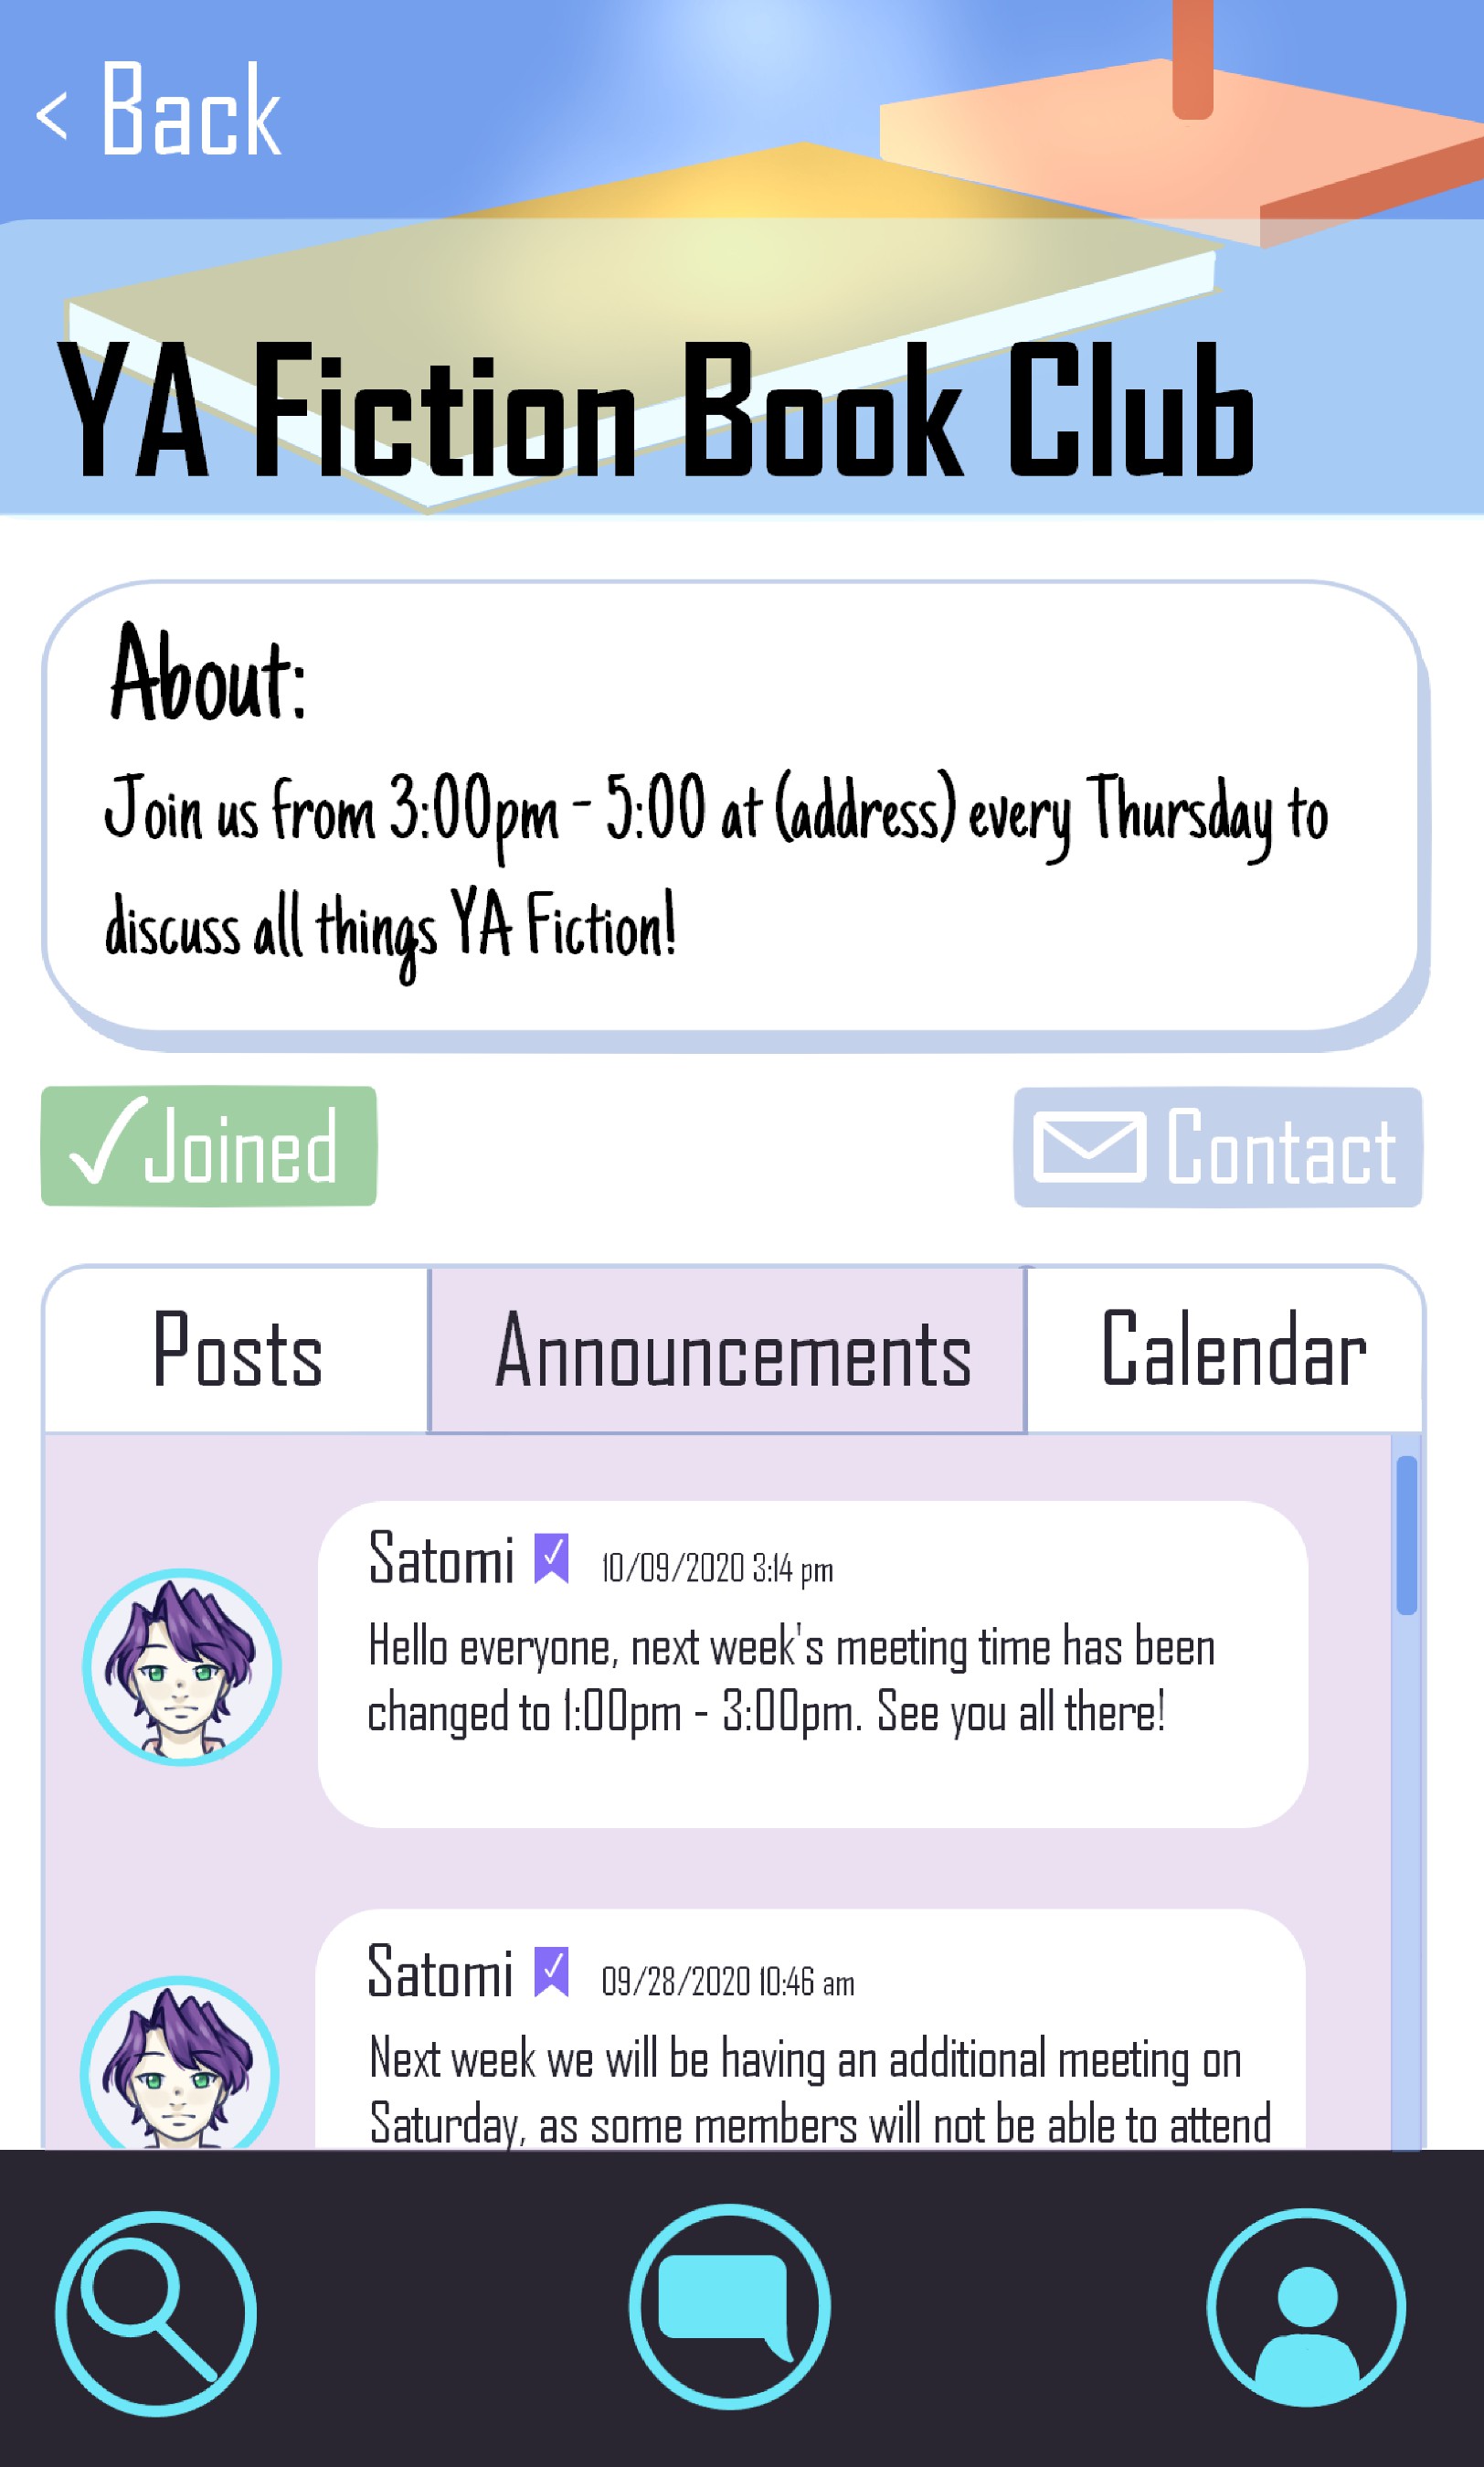 < Back
YA Fiction Book Club
About:
Join us from 3:00pm - 5:00 at (address) every Thursday to
discuss all things YA Fiction!
Joined
Contact
Posts
Announcements
Calendar
Satomi 10/09/2020 3:14 pm
Hello everyone, next week's meeting time has been
changed to 1:00pm - 3:00pm. See you all there!
Satomi 09/28/2020 10:46 am
Next week we will be having an additional meeting on
Saturday, as some members will not be able to attend